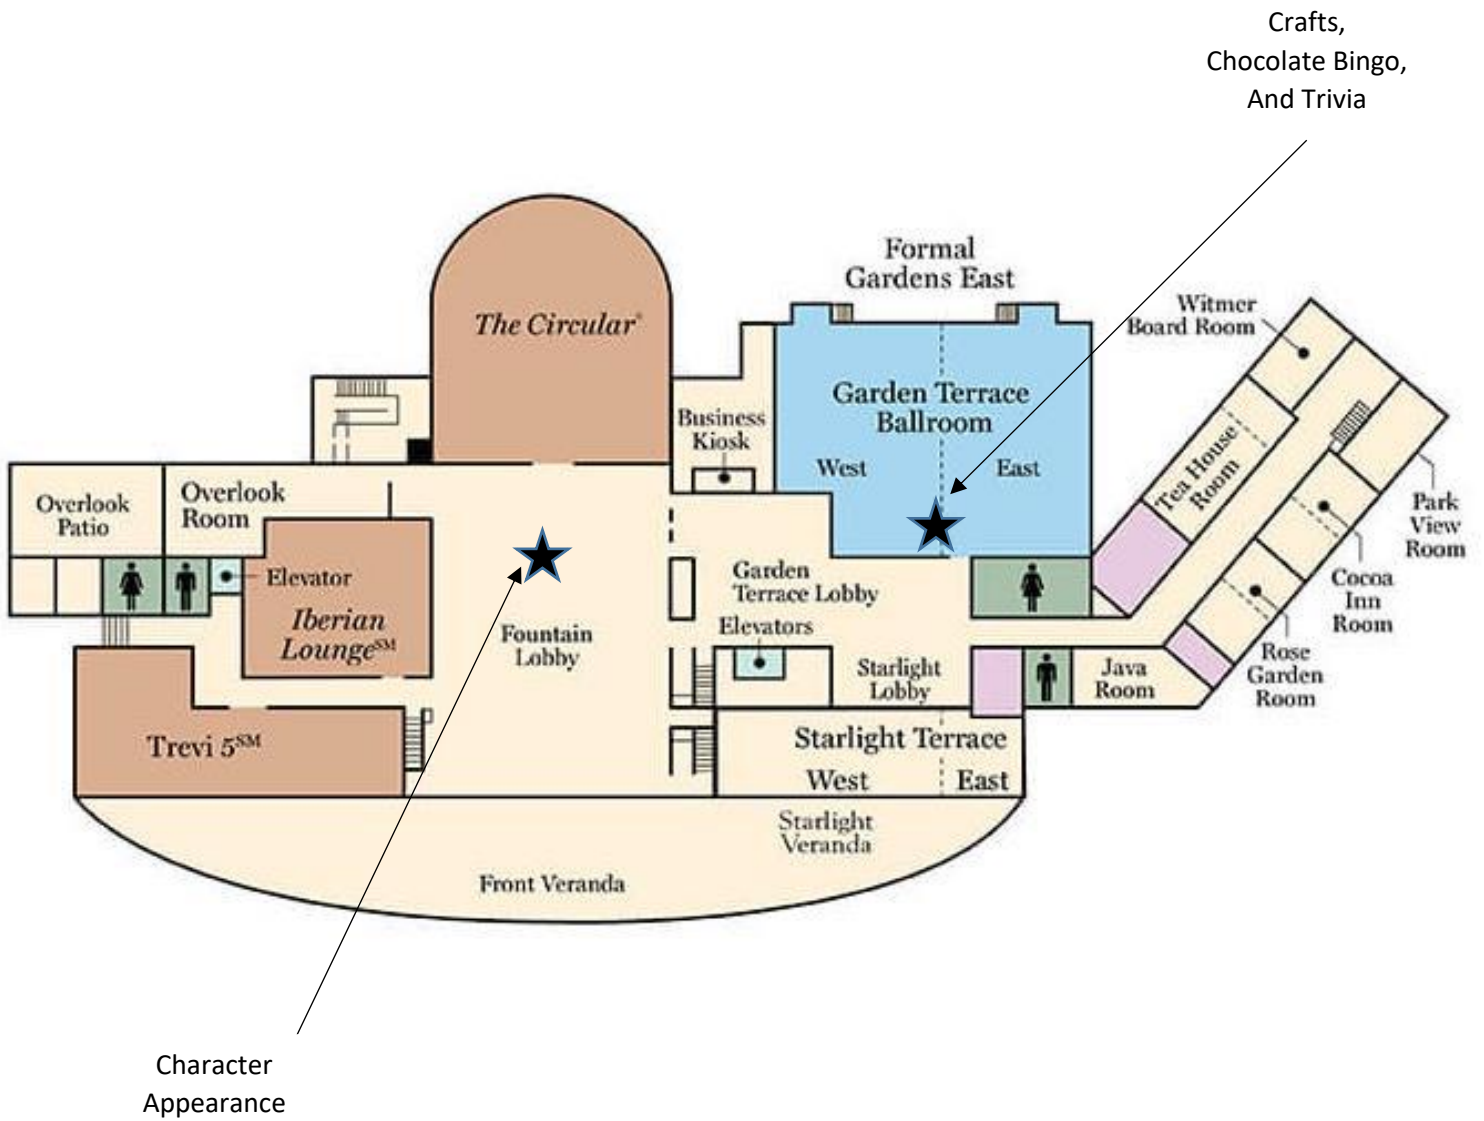 Crafts,
Chocolate Bingo,
And Trivia
Formal
Gardens East
Witmer
Board Room
The Circular®
Garden Terrace
Ballroom
Business
Kiosk
West
East
Tea House
Room
Overlook
Patio
Overlook
Room
Park
View
Room
Elevator
Garden
Terrace Lobby
Cocoa
Inn
Room
Iberian
Lounge℠
Fountain
Lobby
Elevators
Starlight
Lobby
Java
Room
Rose
Garden
Room
Trevi 5℠
Starlight Terrace
West
East
Starlight
Veranda
Front Veranda
Character
Appearance